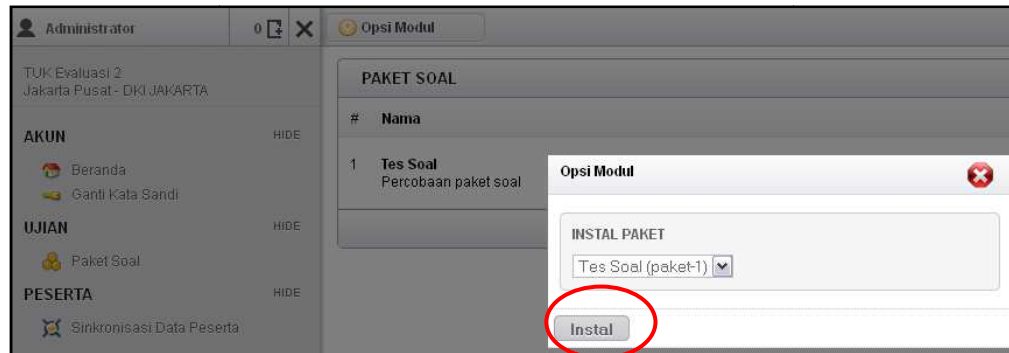 Administrator
0
Opsi Modul
TUK Evaluasi 2
Jakarta Pusat - DKI JAKARTA
AKUN
HIDE
Beranda
Ganti Kata Sandi
UJIAN
HIDE
Paket Soal
PESERTA
HIDE
Sinkronisasi Data Peserta
PAKET SOAL
# Nama
1 Tes Soal
Percobaan paket soal
Opsi Modul
INSTAL PAKET
Tes Soal (paket-1)
Instal